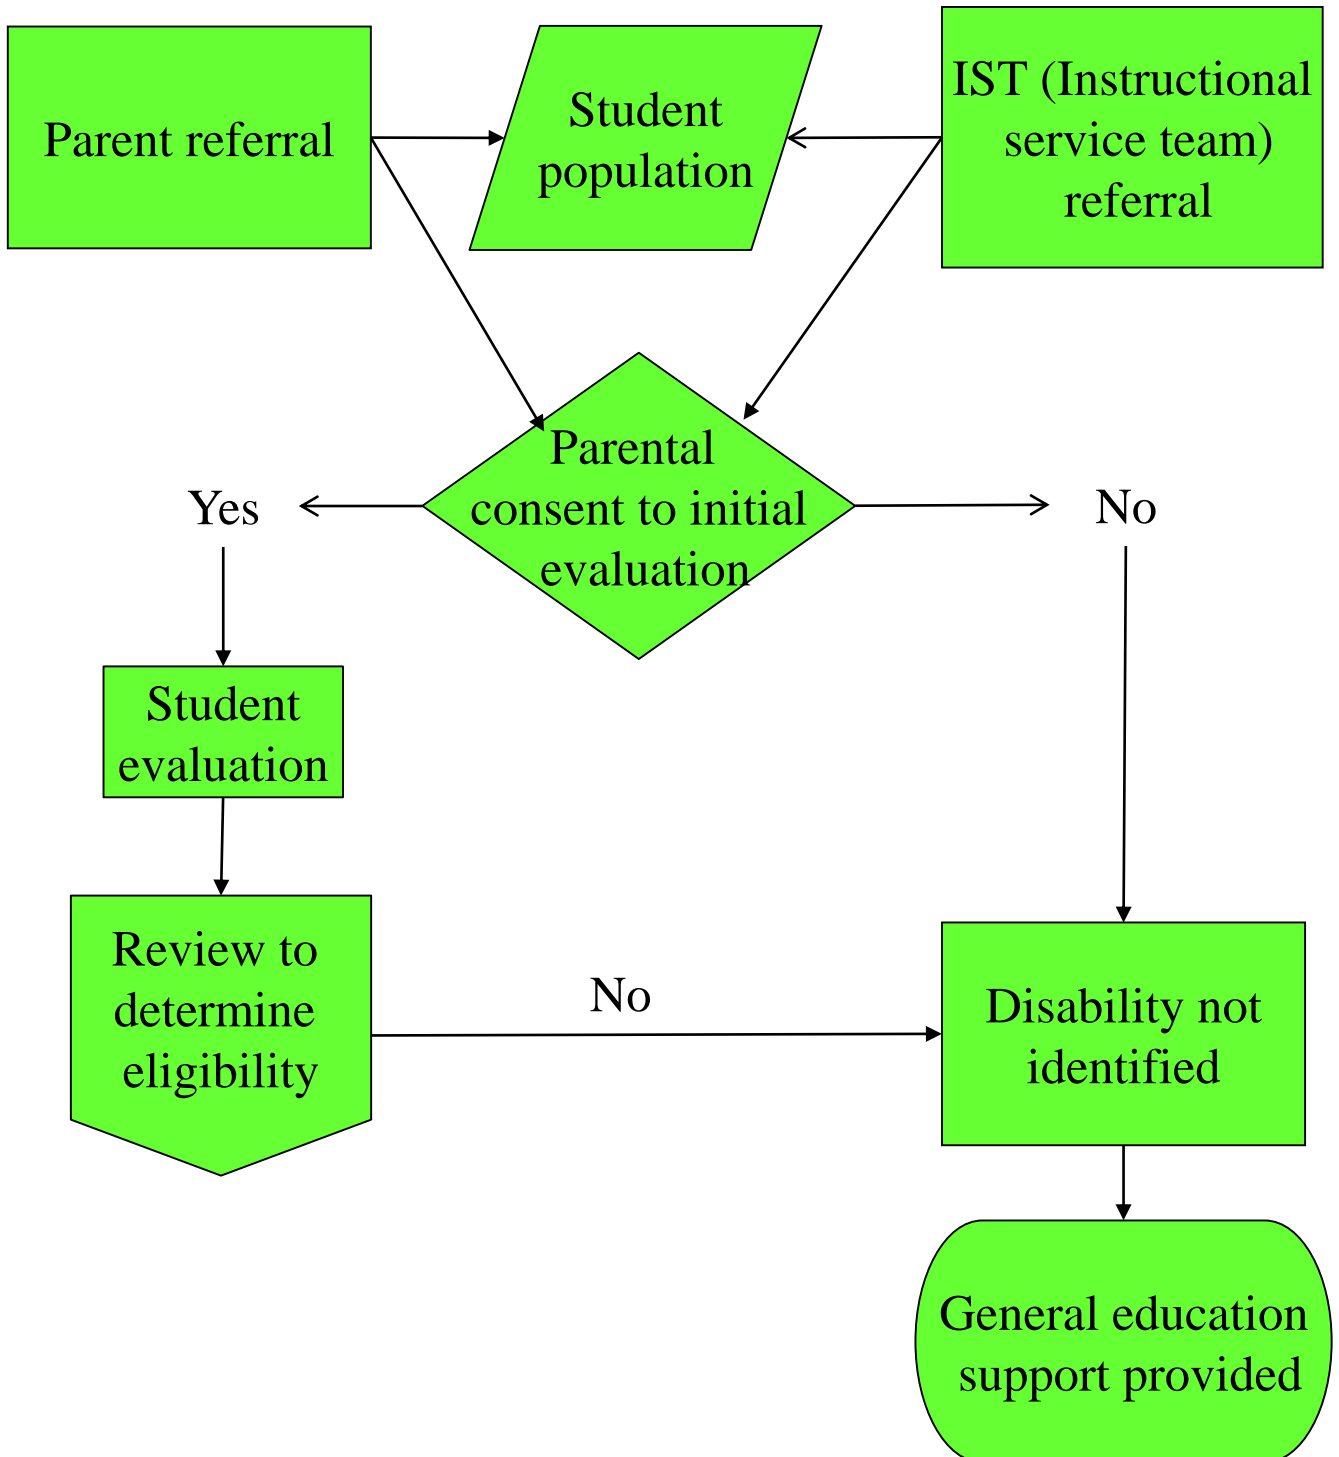 Parent referral
Student
population
IST (Instructional
service team)
referral
Parental
consent to initial
evaluation
Yes
No
Student
evaluation
Review to
determine
eligibility
No
Disability not
identified
General education
support provided